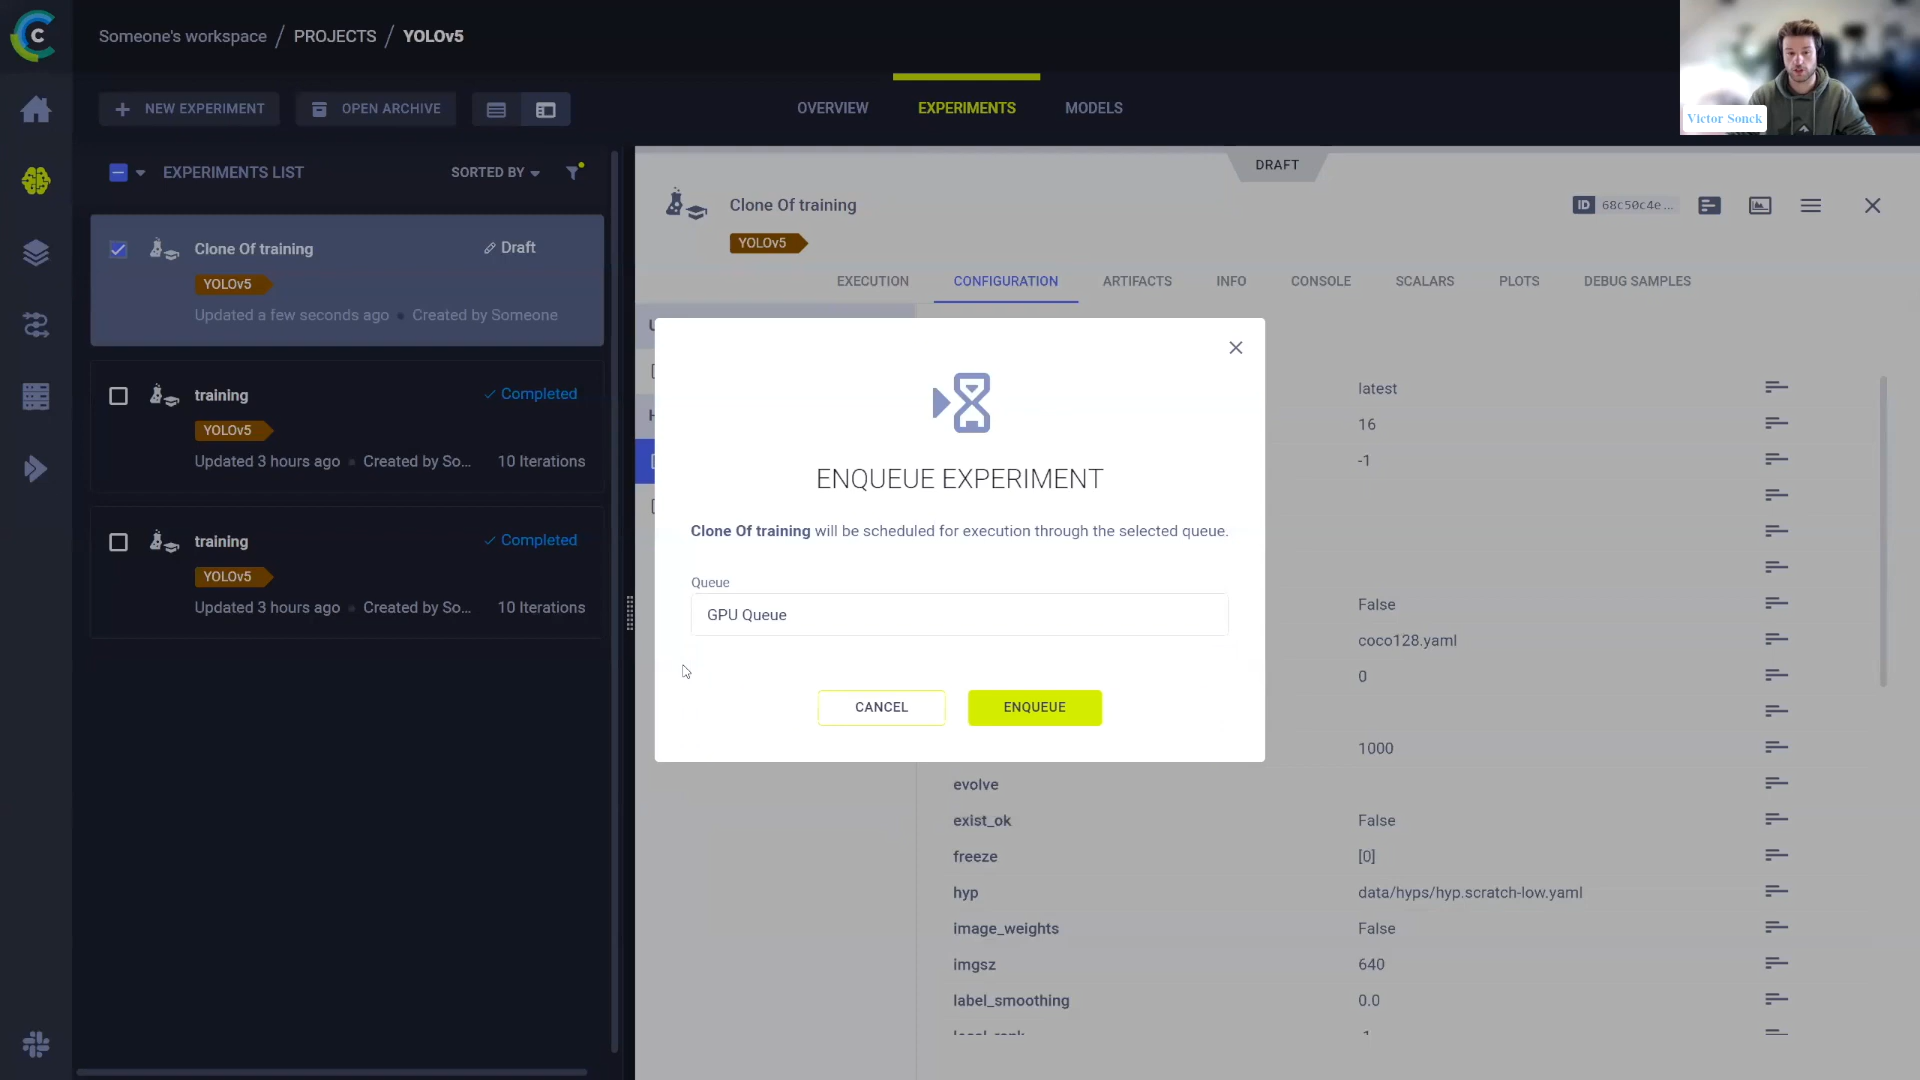 Someone's workspace / PROJECTS / YOLOv5
Victor Sonck
NEW EXPERIMENT
OPEN ARCHIVE
OVERVIEW
EXPERIMENTS
MODELS
EXPERIMENTS LIST
SORTED BY
Clone Of training
Draft
YOLOv5
Updated a few seconds ago • Created by Someone
training
Completed
YOLOv5
Updated 3 hours ago • Created by So...
10 Iterations
training
Completed
YOLOv5
Updated 3 hours ago • Created by So...
10 Iterations
DRAFT
Clone Of training
ID 68c50c4e...
YOLOv5
EXECUTION
CONFIGURATION
ARTIFACTS
INFO
CONSOLE
SCALARS
PLOTS
DEBUG SAMPLES
ENQUEUE EXPERIMENT
Clone Of training will be scheduled for execution through the selected queue.
Queue
GPU Queue
CANCEL
ENQUEUE
latest
16
-1
False
coco128.yaml
0
1000
evolve
exist_ok False
freeze [0]
hyp data/hyps/hyp.scratch-low.yaml
image_weights False
imgsz 640
label_smoothing 0.0